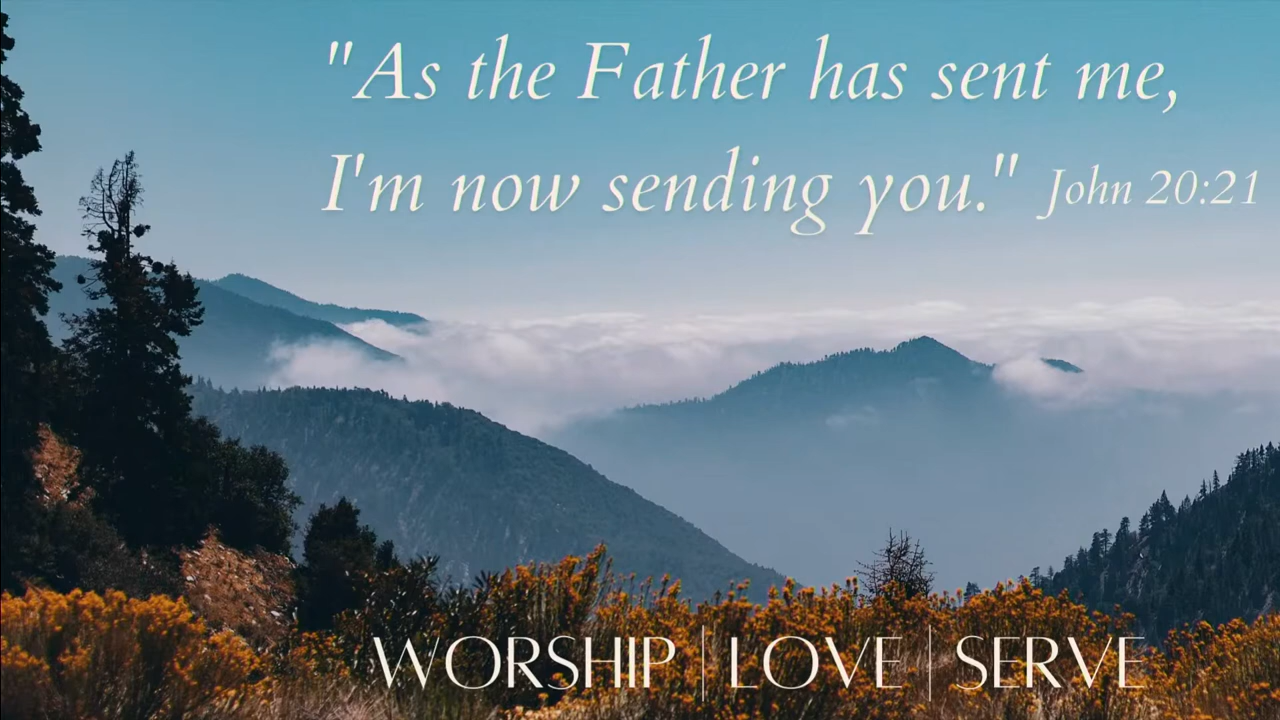 "As the Father has sent me,
I'm now sending you." John 20:21
WORSHIP | LOVE | SERVE